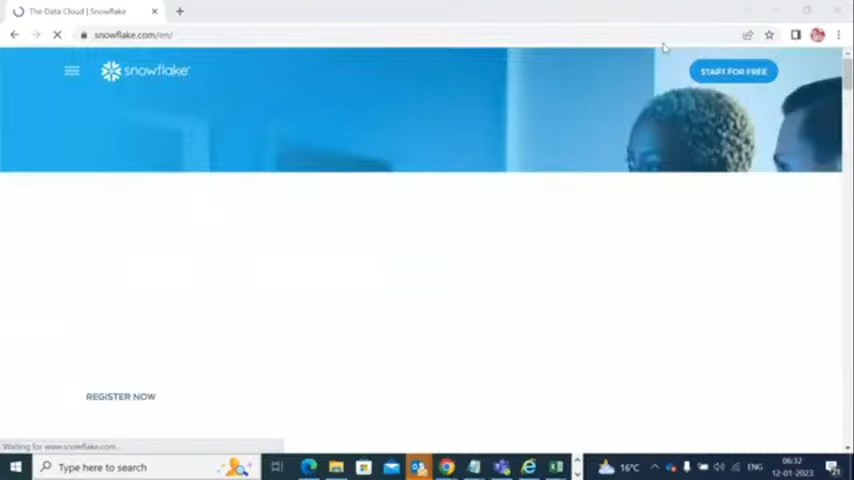 The Data Cloud | Snowflake
snowflake.com/en/
snowflake
START FOR FREE
REGISTER NOW
Waiting for www.snowflake.com...
Type here to search
16°C
ENG
06:32
12-01-2023
21